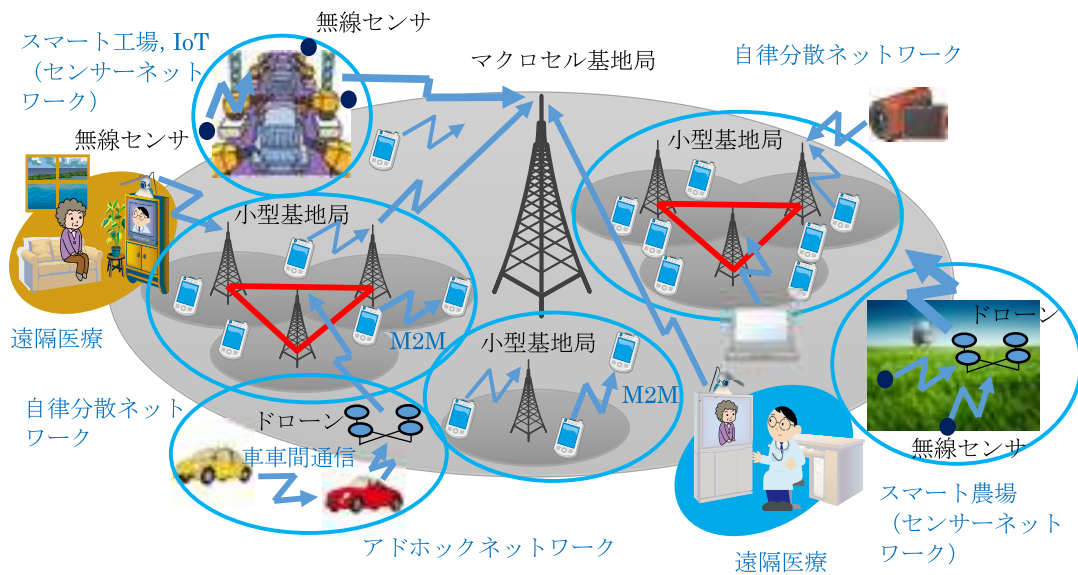 無線センサ
スマート工場, IoT
（センサーネット
ワーク）
マクロセル基地局
自律分散ネットワーク
無線センサ
小型基地局
小型基地局
遠隔医療
M2M
小型基地局
ドローン
M2M
自律分散ネット
ワーク
ドローン
車車間通信
無線センサ
スマート農場
（センサーネット
ワーク）
アドホックネットワーク
遠隔医療